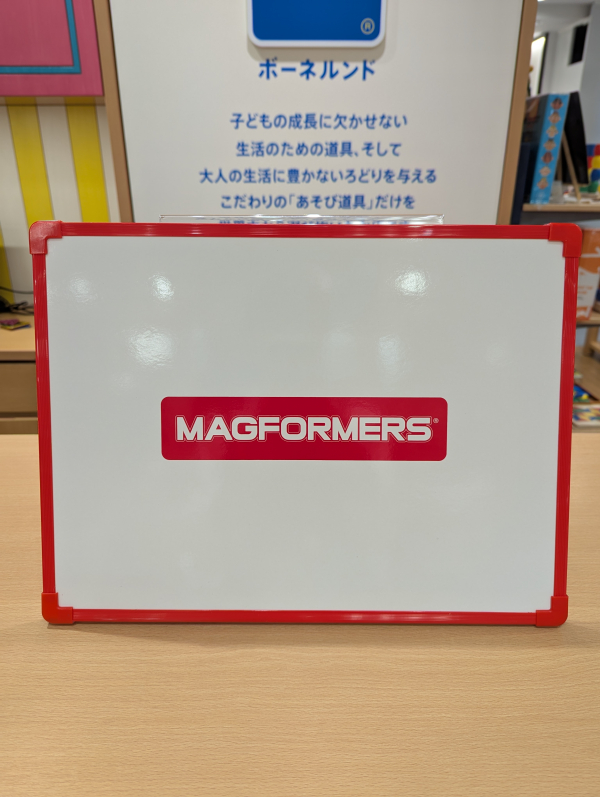 ®
ボーネルンド
子どもの成長に欠かせない
生活のための道具、そして
大人の生活に豊かないろどりを与える
こだわりの「あそび道具」だけを
MAGFORMERS®